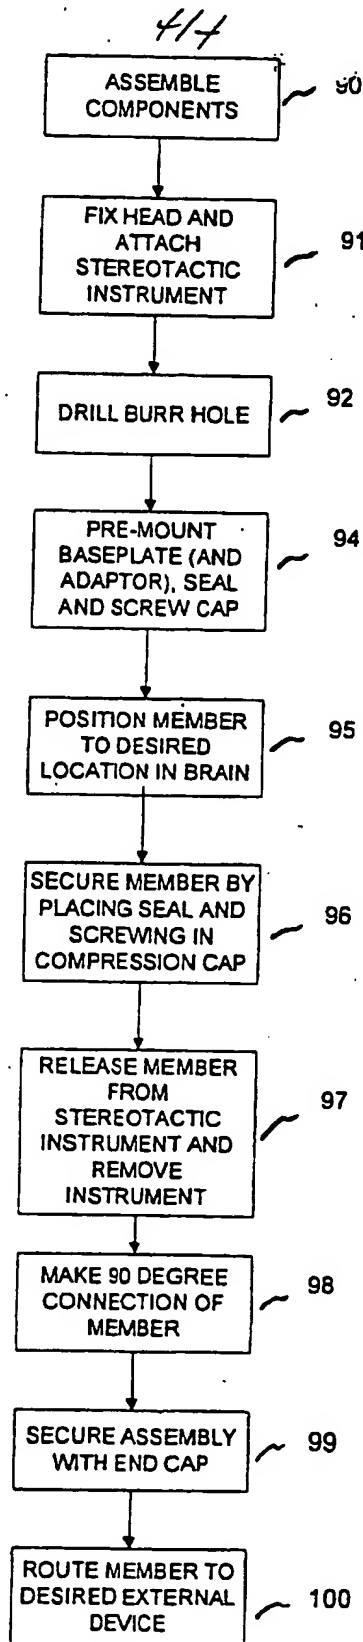 4/4
ASSEMBLE
COMPONENTS
90
FIX HEAD AND
ATTACH
STEREOTACTIC
INSTRUMENT
91
DRILL BURR HOLE
92
PRE-MOUNT
BASEPLATE (AND
ADAPTOR), SEAL
AND SCREW CAP
94
POSITION MEMBER
TO DESIRED
LOCATION IN BRAIN
95
SECURE MEMBER BY
PLACING SEAL AND
SCREWING IN
COMPRESSION CAP
96
RELEASE MEMBER
FROM
STEREOTACTIC
INSTRUMENT AND
REMOVE
INSTRUMENT
97
MAKE 90 DEGREE
CONNECTION OF
MEMBER
98
SECURE ASSEMBLY
WITH END CAP
99
ROUTE MEMBER TO
DESIRED EXTERNAL
DEVICE
100